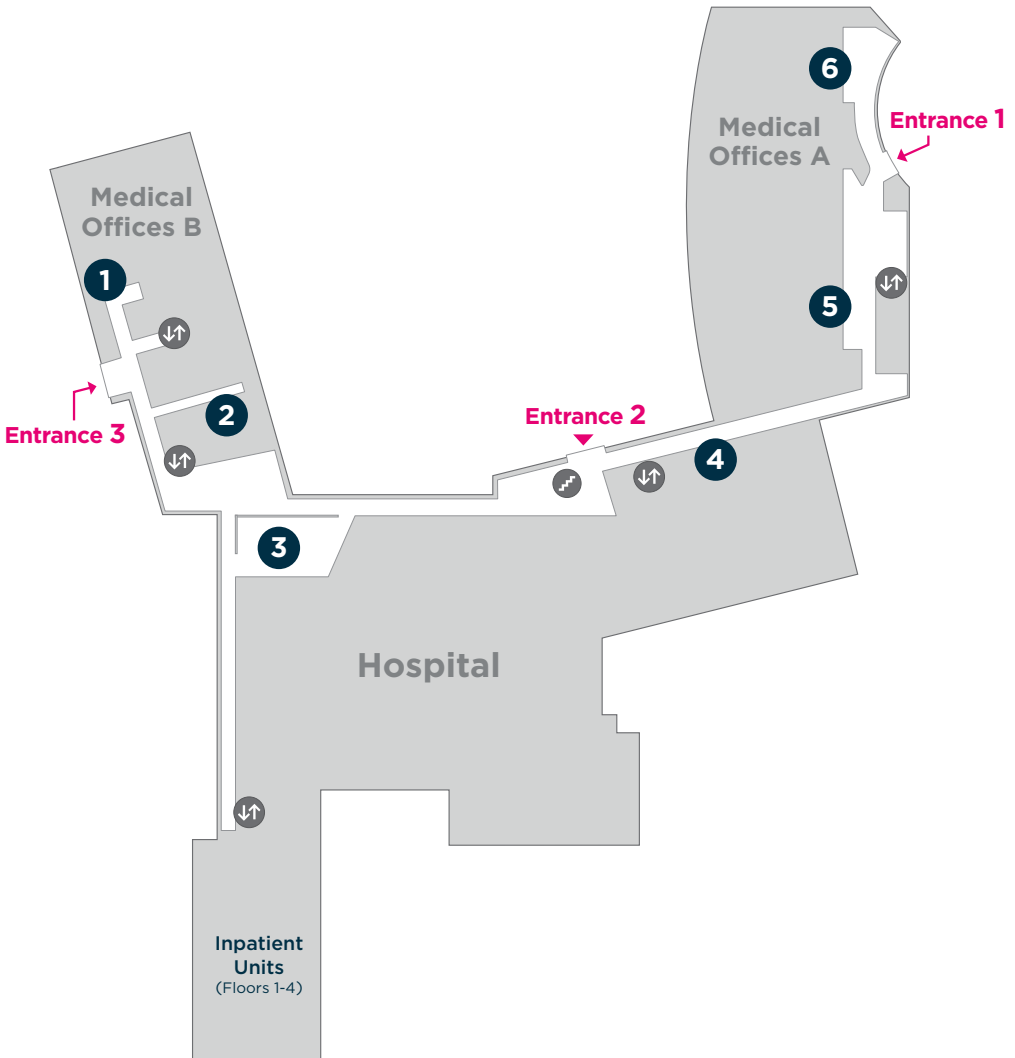 6
Entrance 1
Medical
Offices A
Medical
Offices B
1
5
2
Entrance 2
Entrance 3
4
3
Hospital
Inpatient
Units
(Floors 1-4)